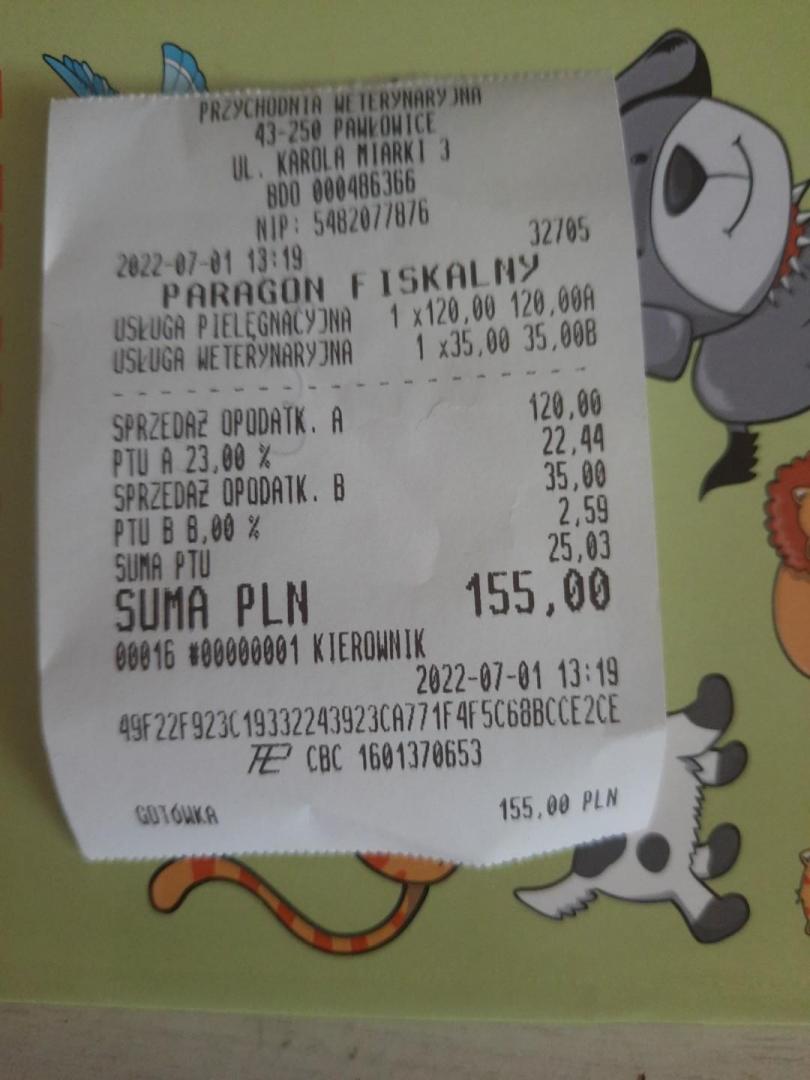 PRZYCHODNIA WETERYNARYJNA
43-250 PAWŁOWICE
UL. KAROLA MIARKI 3
BDO 000486366
NIP: 5482077876
2022-07-01 13:19 32705
PARAGON FISKALNY
USŁUGA PIELĘGNACYJNA 1 x120,00 120,00A
USŁUGA WETERYNARYJNA 1 x35,00 35,00B
SPRZEDAŻ OPODATK. A 120,00
PTU A 23,00 % 22,44
SPRZEDAŻ OPODATK. B 35,00
PTU B 8,00 % 2,59
SUMA PTU 25,03
SUMA PLN 155,00
00016 #00000001 KIEROWNIK
2022-07-01 13:19
49F22F923C19332243923CA771F4F5C68BCCE2CE
CBC 1601370653
GOTÓWKA 155,00 PLN